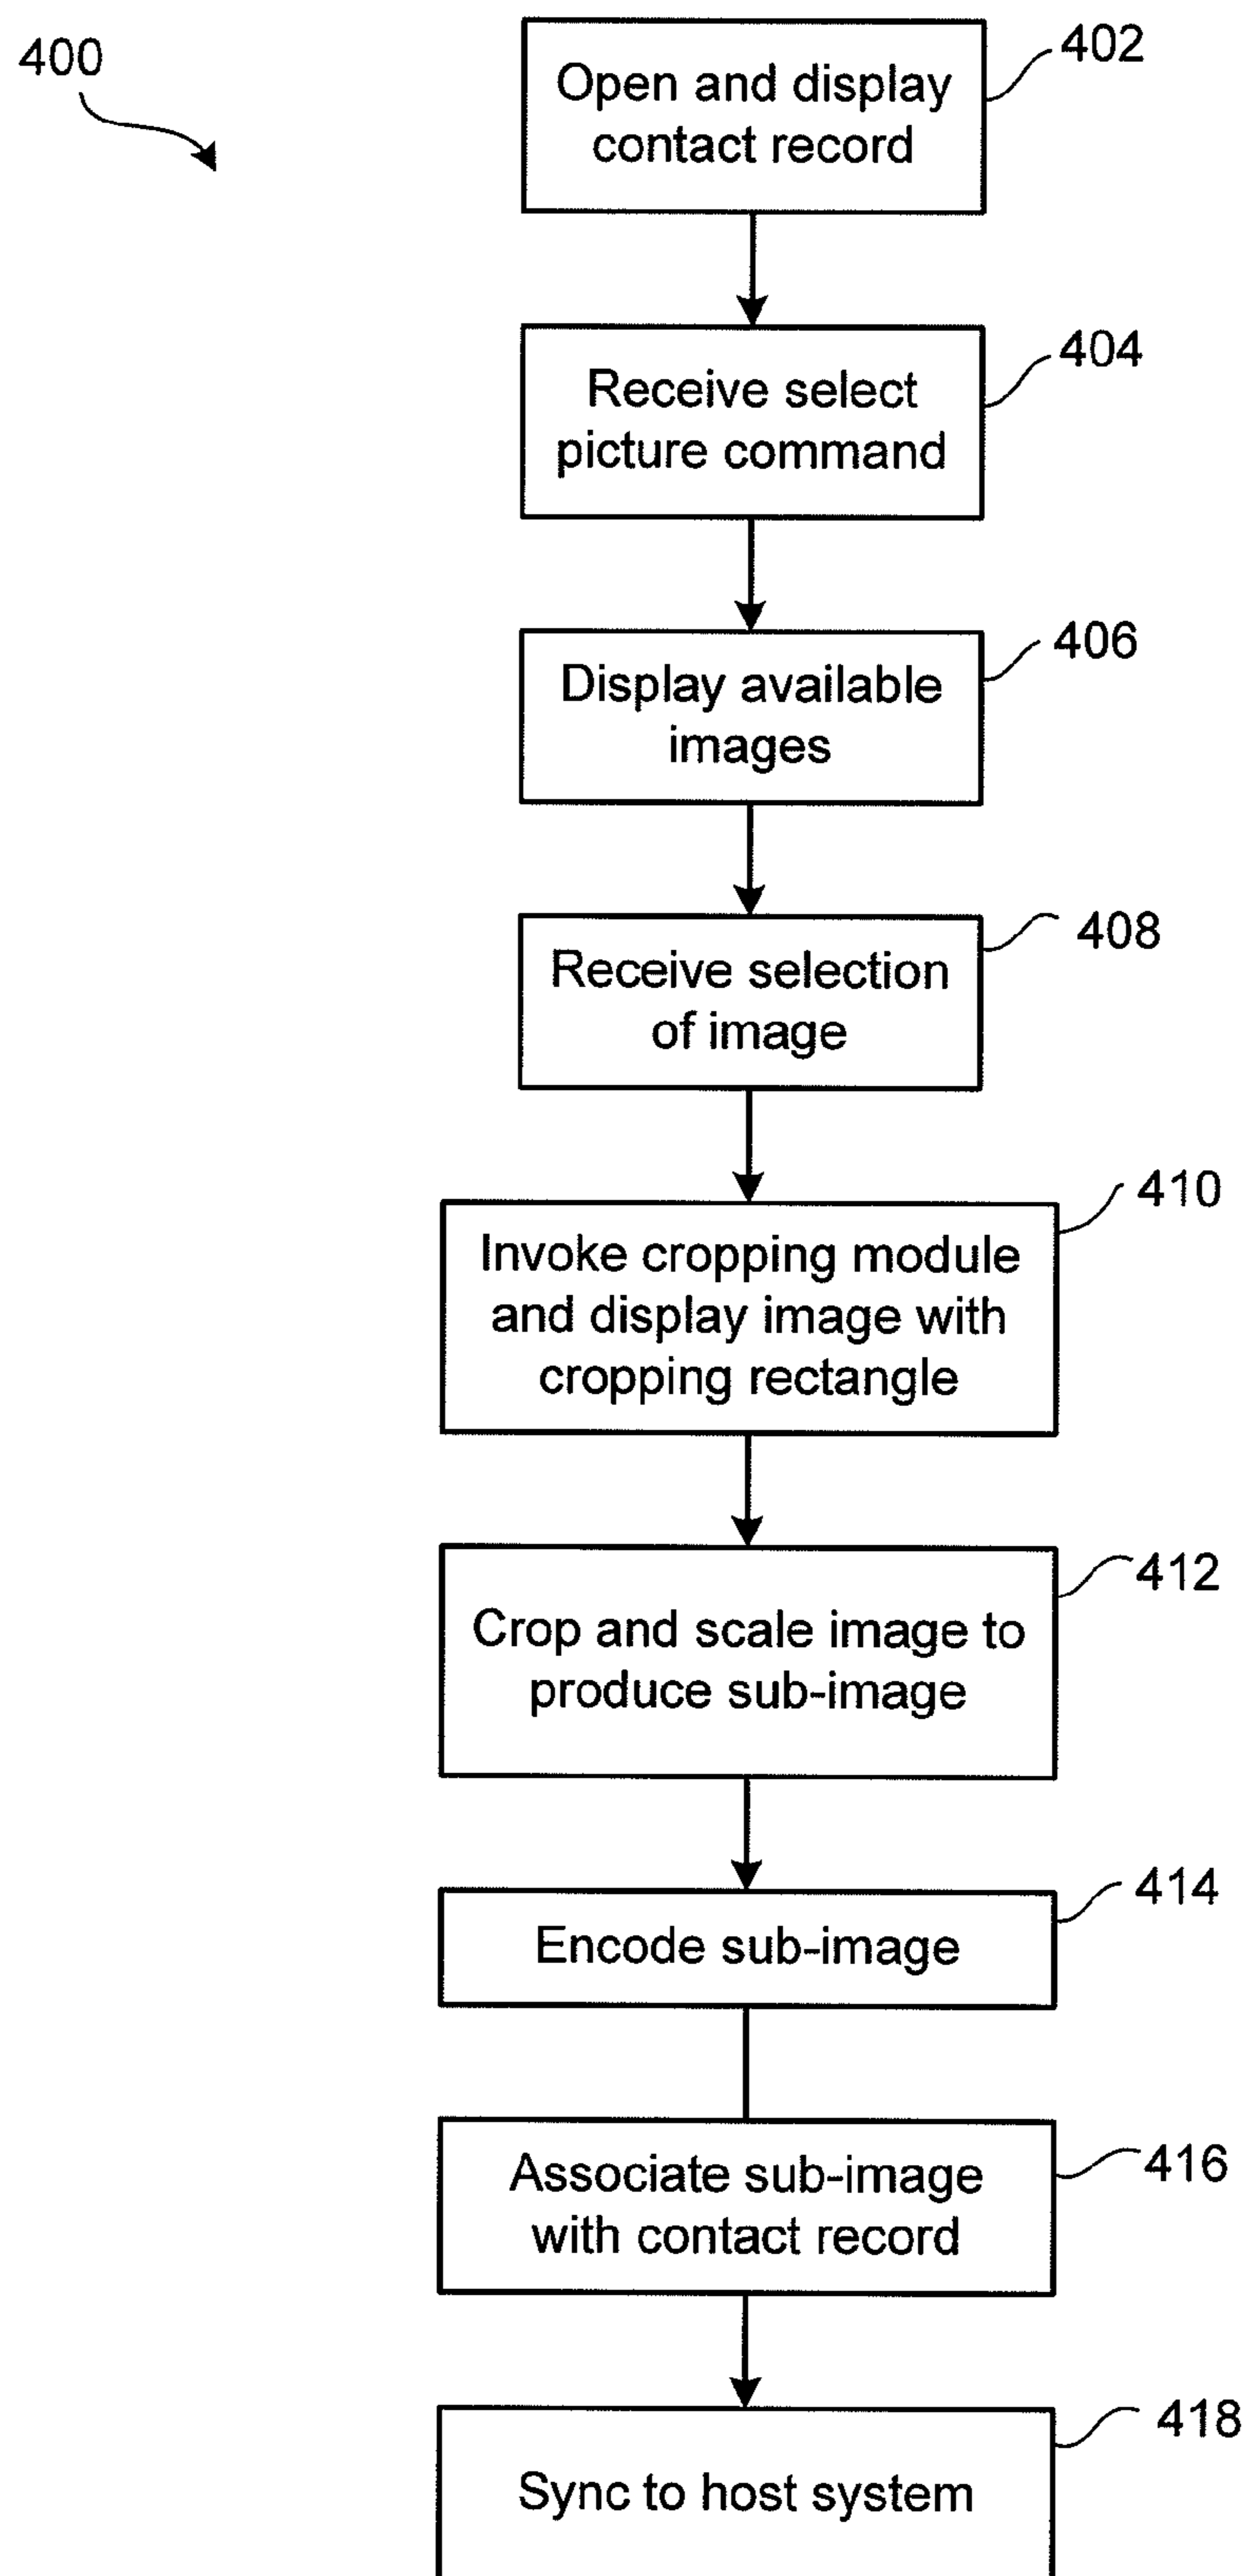 400
402
Open and display
contact record
404
Receive select
picture command
406
Display available
images
408
Receive selection
of image
410
Invoke cropping module
and display image with
cropping rectangle
412
Crop and scale image to
produce sub-image
414
Encode sub-image
416
Associate sub-image
with contact record
418
Sync to host system